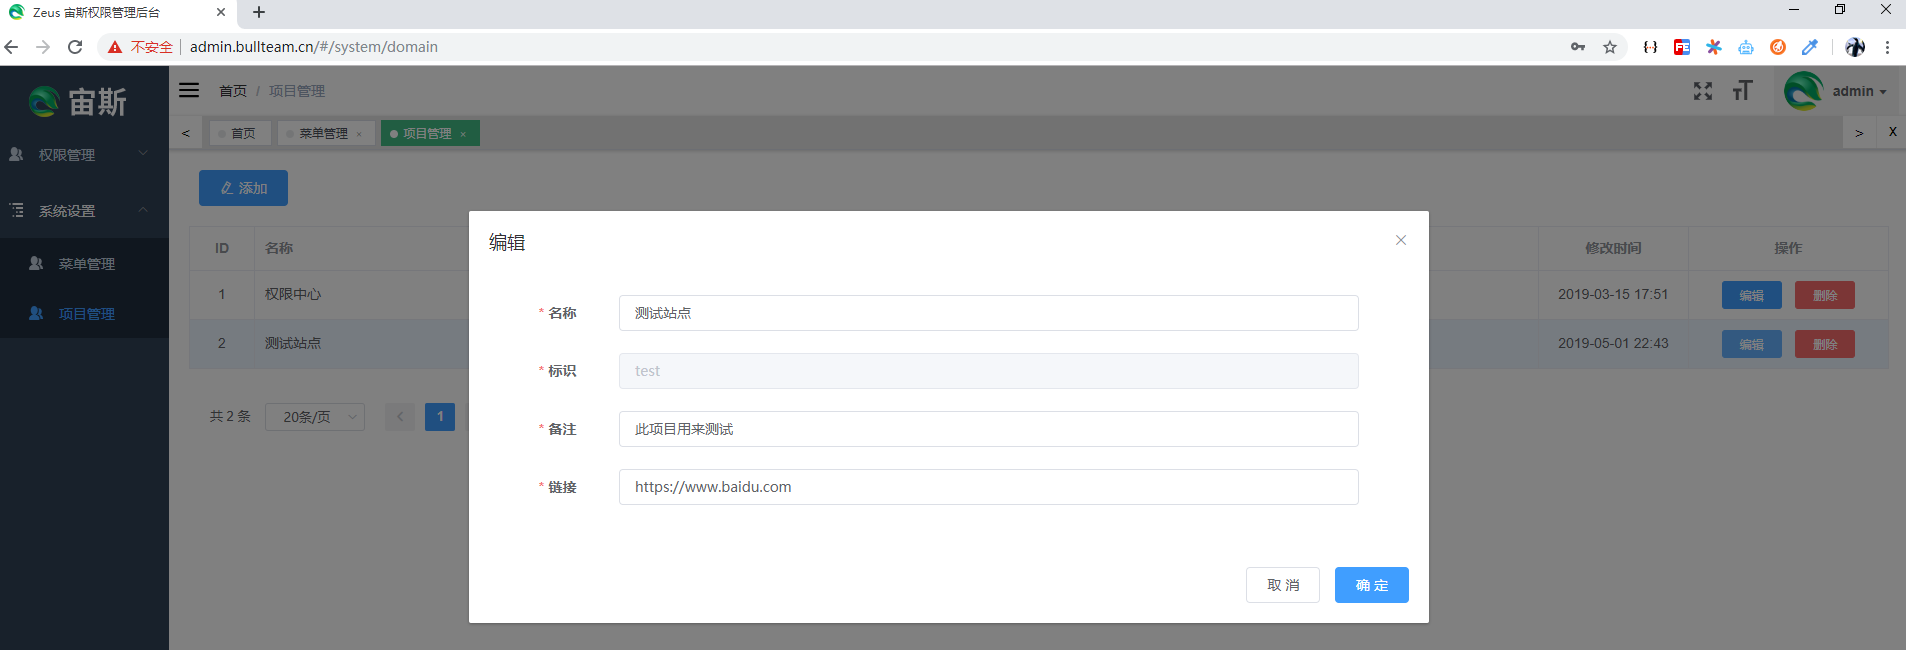 Zeus 宙斯权限管理后台
不安全 admin.bullteam.cn/#/system/domain
宙斯
首页 / 项目管理
admin
< 首页 菜单管理 × 项目管理 × > X
权限管理
系统设置
菜单管理
项目管理
添加
ID 名称 修改时间 操作
1 权限中心 2019-03-15 17:51 编辑 删除
2 测试站点 2019-05-01 22:43 编辑 删除
共 2 条 20条/页 < 1
编辑
* 名称 测试站点
* 标识 test
* 备注 此项目用来测试
* 链接 https://www.baidu.com
取 消 确 定